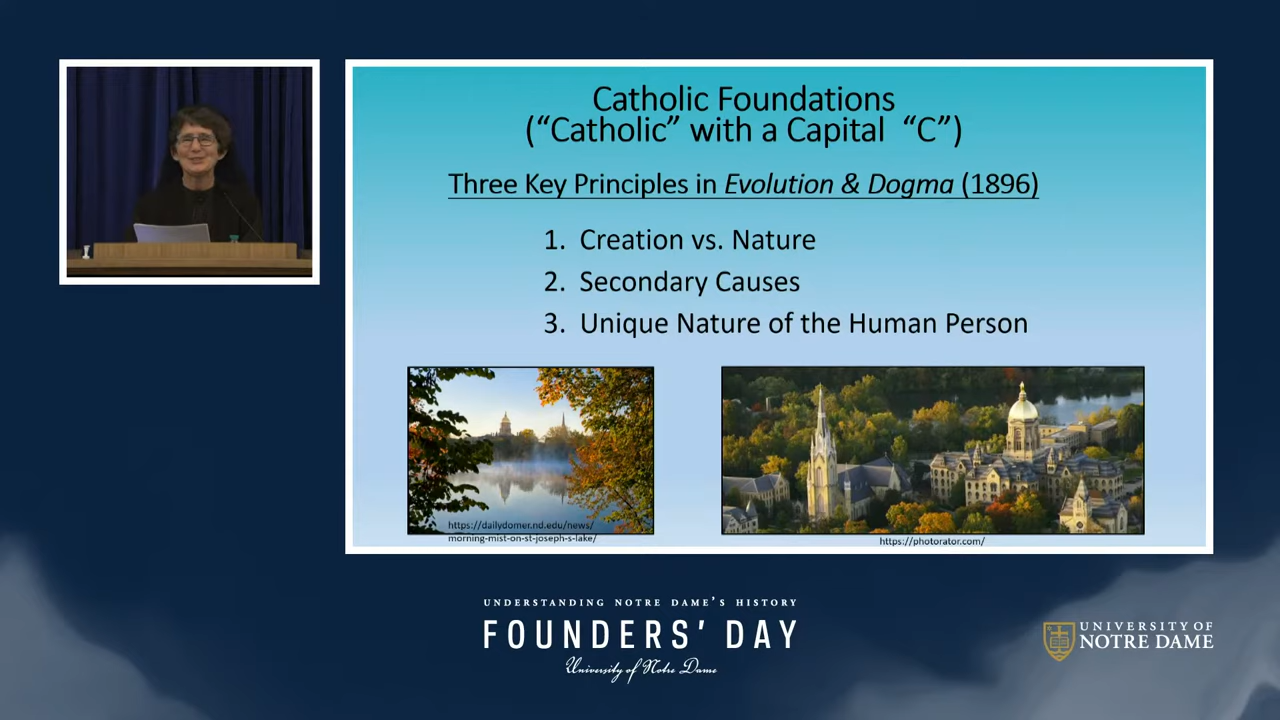 Catholic Foundations
(“Catholic” with a Capital “C”)
Three Key Principles in Evolution & Dogma (1896)
1. Creation vs. Nature
2. Secondary Causes
3. Unique Nature of the Human Person
https://dailydomer.nd.edu/news/
morning-mist-on-st-joseph-s-lake/
https://photorator.com/
UNDERSTANDING NOTRE DAME’S HISTORY
FOUNDERS’ DAY
University of Notre Dame
UNIVERSITY OF
NOTRE DAME